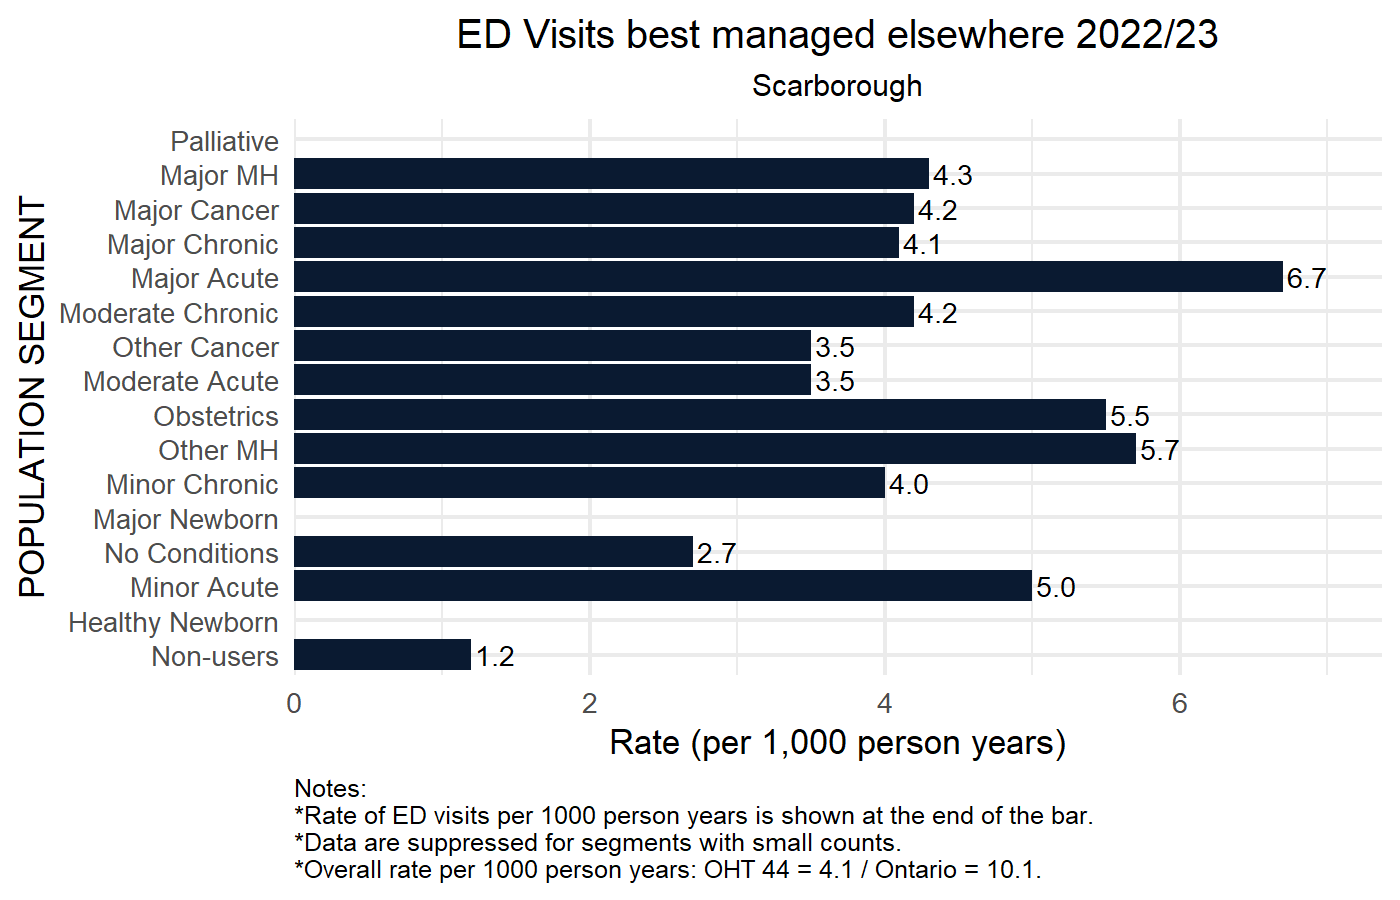 ED Visits best managed elsewhere 2022/23
Scarborough
POPULATION SEGMENT
Palliative
Major MH 4.3
Major Cancer 4.2
Major Chronic 4.1
Major Acute 6.7
Moderate Chronic 4.2
Other Cancer 3.5
Moderate Acute 3.5
Obstetrics 5.5
Other MH 5.7
Minor Chronic 4.0
Major Newborn
No Conditions 2.7
Minor Acute 5.0
Healthy Newborn
Non-users 1.2
0 2 4 6
Rate (per 1,000 person years)
Notes:
*Rate of ED visits per 1000 person years is shown at the end of the bar.
*Data are suppressed for segments with small counts.
*Overall rate per 1000 person years: OHT 44 = 4.1 / Ontario = 10.1.